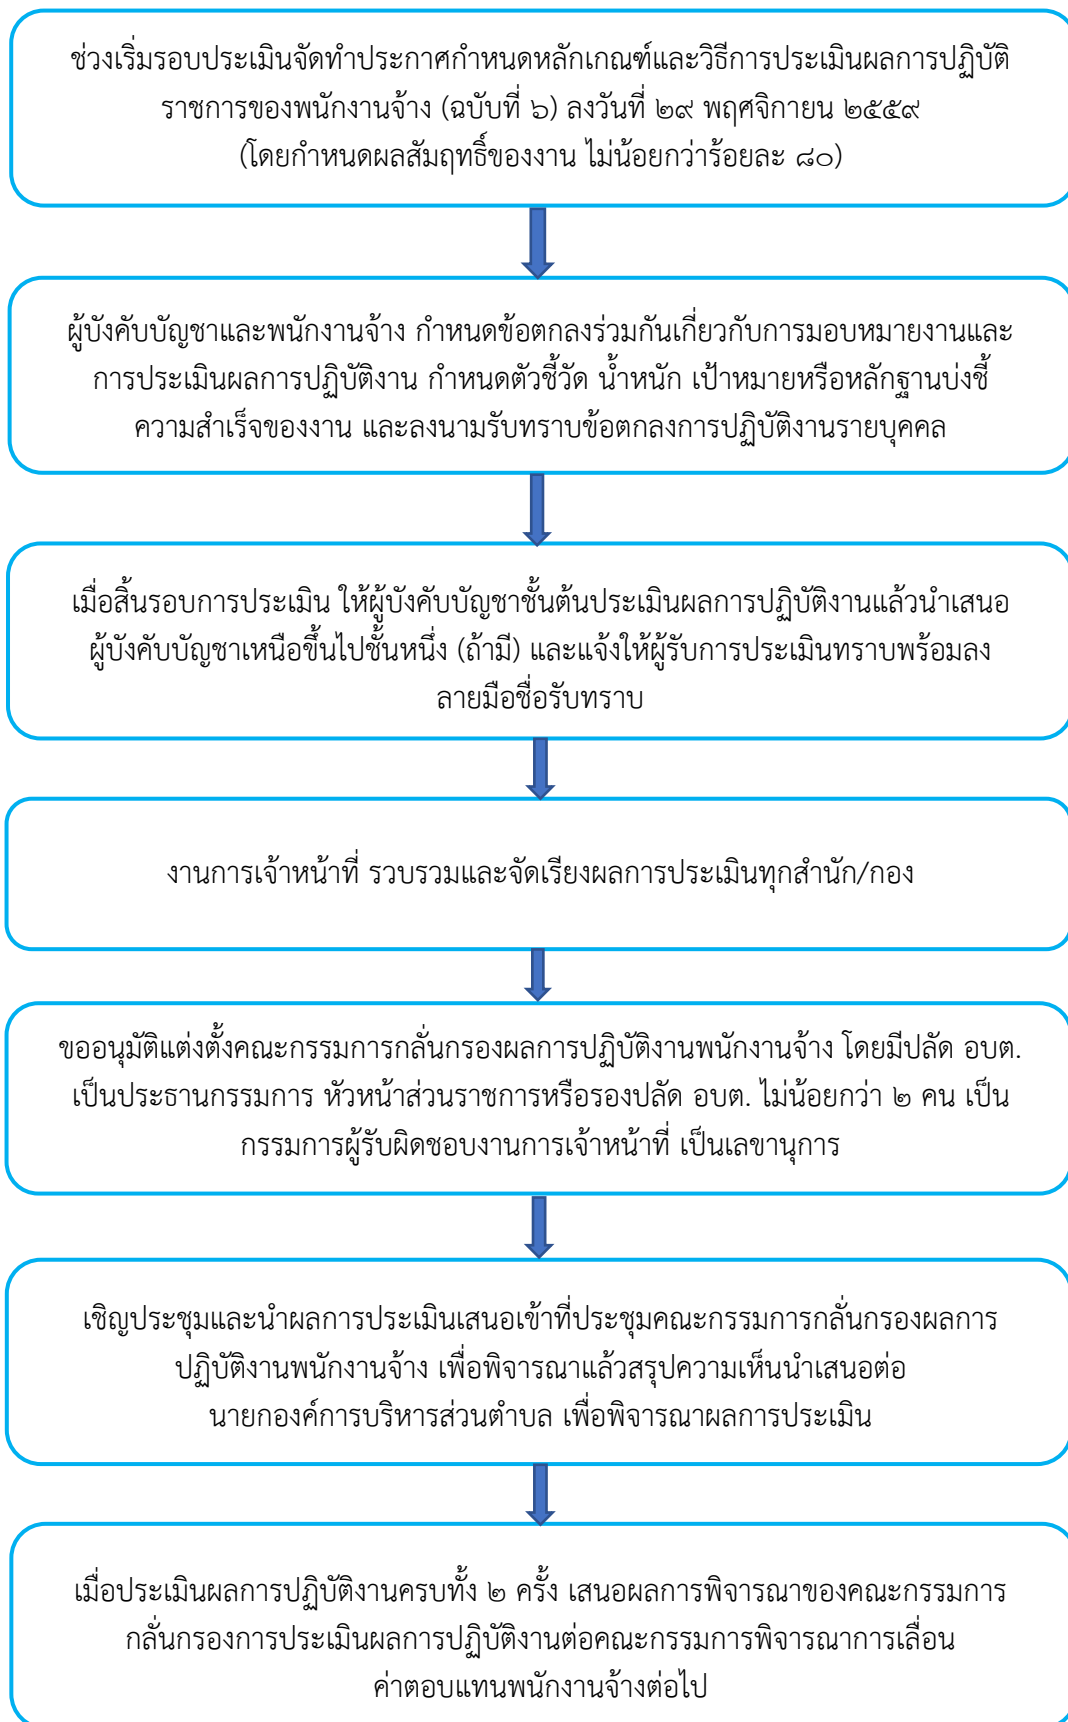 ช่วงเริ่มรอบประเมินจัดทำประกาศกำหนดหลักเกณฑ์และวิธีการประเมินผลการปฏิบัติ
ราชการของพนักงานจ้าง (ฉบับที่ ๖) ลงวันที่ ๒๙ พฤศจิกายน ๒๕๕๙
(โดยกำหนดผลสัมฤทธิ์ของงาน ไม่น้อยกว่าร้อยละ ๘๐)
ผู้บังคับบัญชาและพนักงานจ้าง กำหนดข้อตกลงร่วมกันเกี่ยวกับการมอบหมายงานและ
การประเมินผลการปฏิบัติงาน กำหนดตัวชี้วัด น้ำหนัก เป้าหมายหรือหลักฐานบ่งชี้
ความสำเร็จของงาน และลงนามรับทราบข้อตกลงการปฏิบัติงานรายบุคคล
เมื่อสิ้นรอบการประเมิน ให้ผู้บังคับบัญชาชั้นต้นประเมินผลการปฏิบัติงานแล้วนำเสนอ
ผู้บังคับบัญชาเหนือขึ้นไปชั้นหนึ่ง (ถ้ามี) และแจ้งให้ผู้รับการประเมินทราบพร้อมลง
ลายมือชื่อรับทราบ
งานการเจ้าหน้าที่ รวบรวมและจัดเรียงผลการประเมินทุกสำนัก/กอง
ขออนุมัติแต่งตั้งคณะกรรมการกลั่นกรองผลการปฏิบัติงานพนักงานจ้าง โดยมีปลัด อบต.
เป็นประธานกรรมการ หัวหน้าส่วนราชการหรือรองปลัด อบต. ไม่น้อยกว่า ๒ คน เป็น
กรรมการผู้รับผิดชอบงานการเจ้าหน้าที่ เป็นเลขานุการ
เชิญประชุมและนำผลการประเมินเสนอเข้าที่ประชุมคณะกรรมการกลั่นกรองผลการ
ปฏิบัติงานพนักงานจ้าง เพื่อพิจารณาแล้วสรุปความเห็นนำเสนอต่อ
นายกองค์การบริหารส่วนตำบล เพื่อพิจารณาผลการประเมิน
เมื่อประเมินผลการปฏิบัติงานครบทั้ง ๒ ครั้ง เสนอผลการพิจารณาของคณะกรรมการ
กลั่นกรองการประเมินผลการปฏิบัติงานต่อคณะกรรมการพิจารณาการเลื่อน
ค่าตอบแทนพนักงานจ้างต่อไป